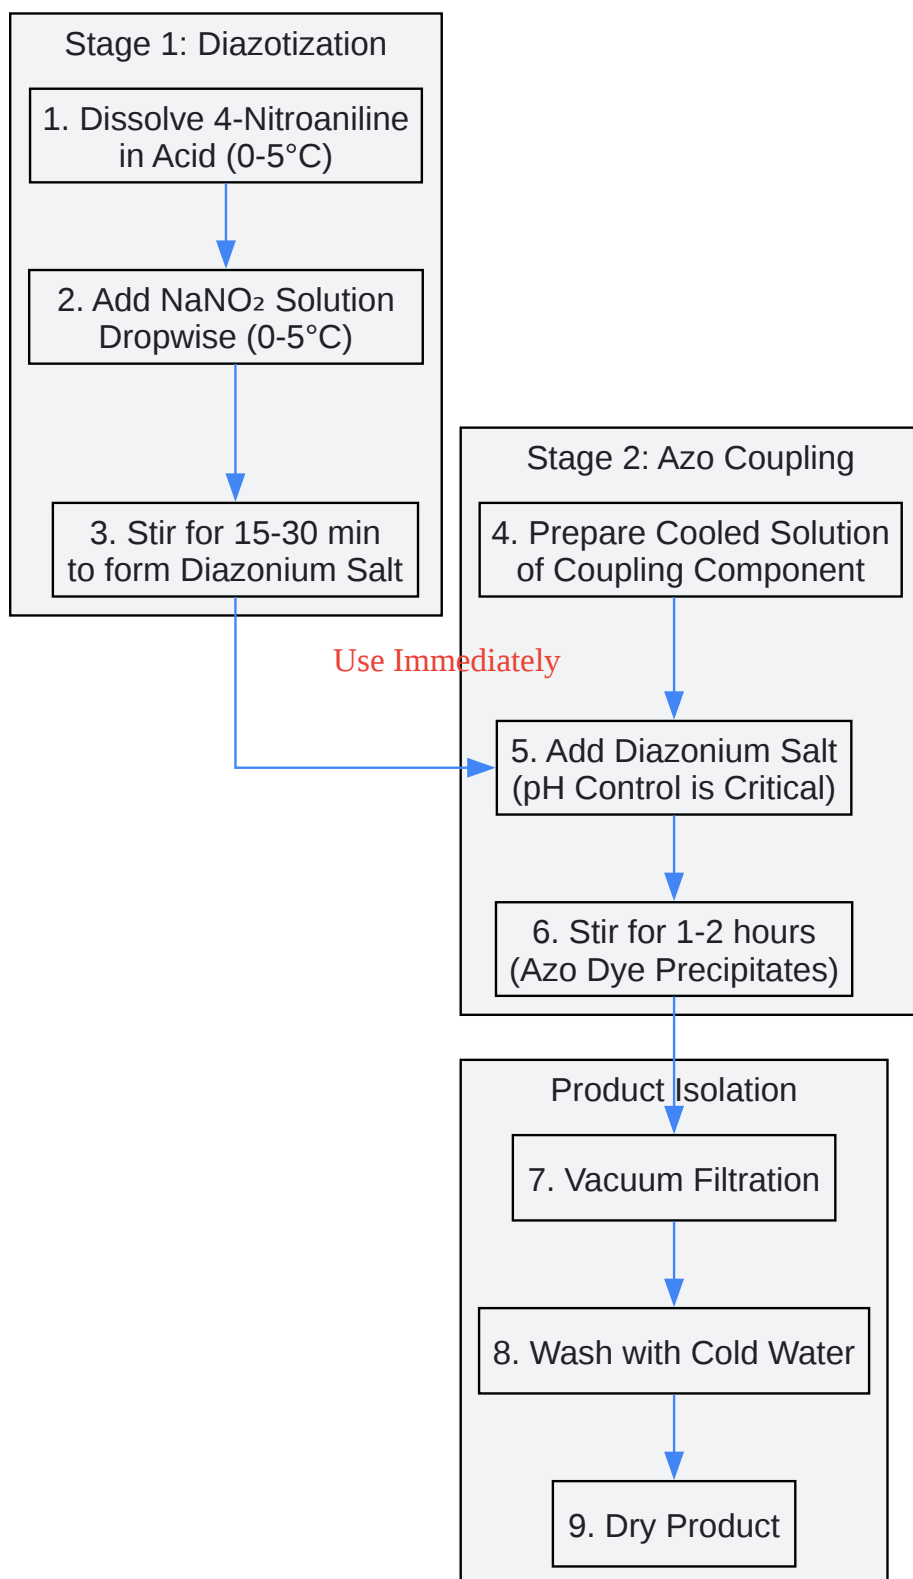 Stage 1: Diazotization
1. Dissolve 4-Nitroaniline
in Acid (0-5°C)
2. Add NaNO₂ Solution
Dropwise (0-5°C)
3. Stir for 15-30 min
to form Diazonium Salt
Use Immediately
Stage 2: Azo Coupling
4. Prepare Cooled Solution
of Coupling Component
5. Add Diazonium Salt
(pH Control is Critical)
6. Stir for 1-2 hours
(Azo Dye Precipitates)
Product Isolation
7. Vacuum Filtration
8. Wash with Cold Water
9. Dry Product